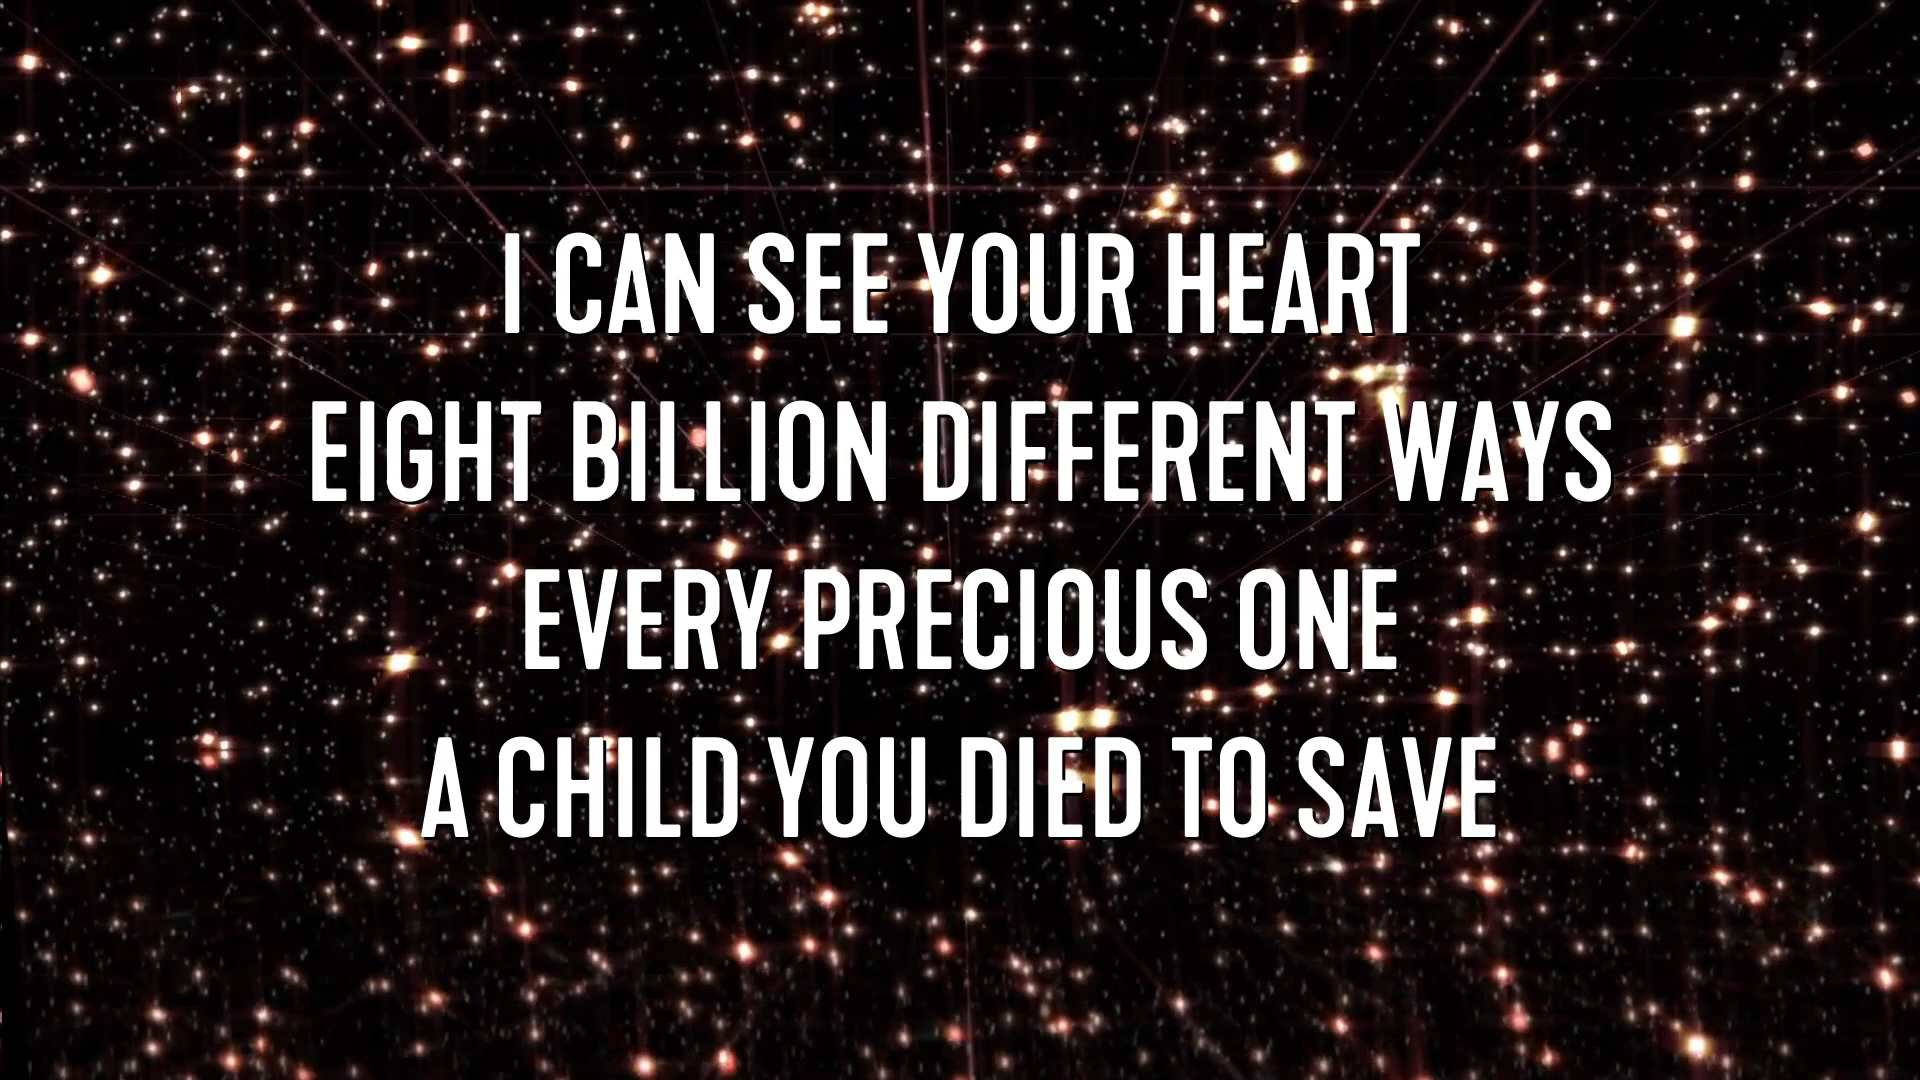 I CAN SEE YOUR HEART
EIGHT BILLION DIFFERENT WAYS
EVERY PRECIOUS ONE
A CHILD YOU DIED TO SAVE